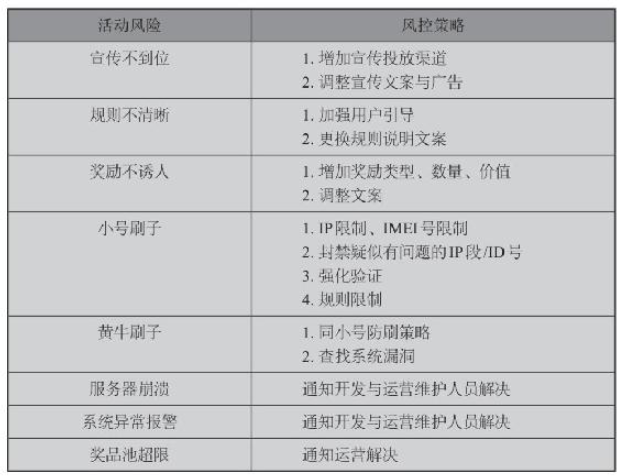 活动风险 风控策略
宣传不到位 1. 增加宣传投放渠道
2. 调整宣传文案与广告
规则不清晰 1. 加强用户引导
2. 更换规则说明文案
奖励不诱人 1. 增加奖励类型、数量、价值
2. 调整文案
小号刷子 1. IP限制、IMEI号限制
2. 封禁疑似有问题的IP段/ID号
3. 强化验证
4. 规则限制
黄牛刷子 1. 同小号防刷策略
2. 查找系统漏洞
服务器崩溃 通知开发与运营维护人员解决
系统异常报警 通知开发与运营维护人员解决
奖品池超限 通知运营解决